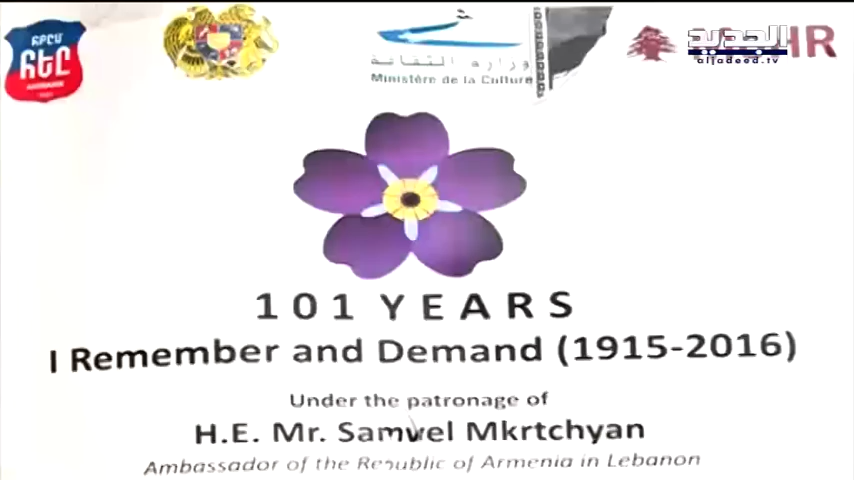 الجديد
aljadeed.tv
وزارة الثقافة
Ministère de la Culture
101 YEARS
I Remember and Demand (1915-2016)
Under the patronage of
H.E. Mr. Samvel Mkrtchyan
Ambassador of the Republic of Armenia in Lebanon